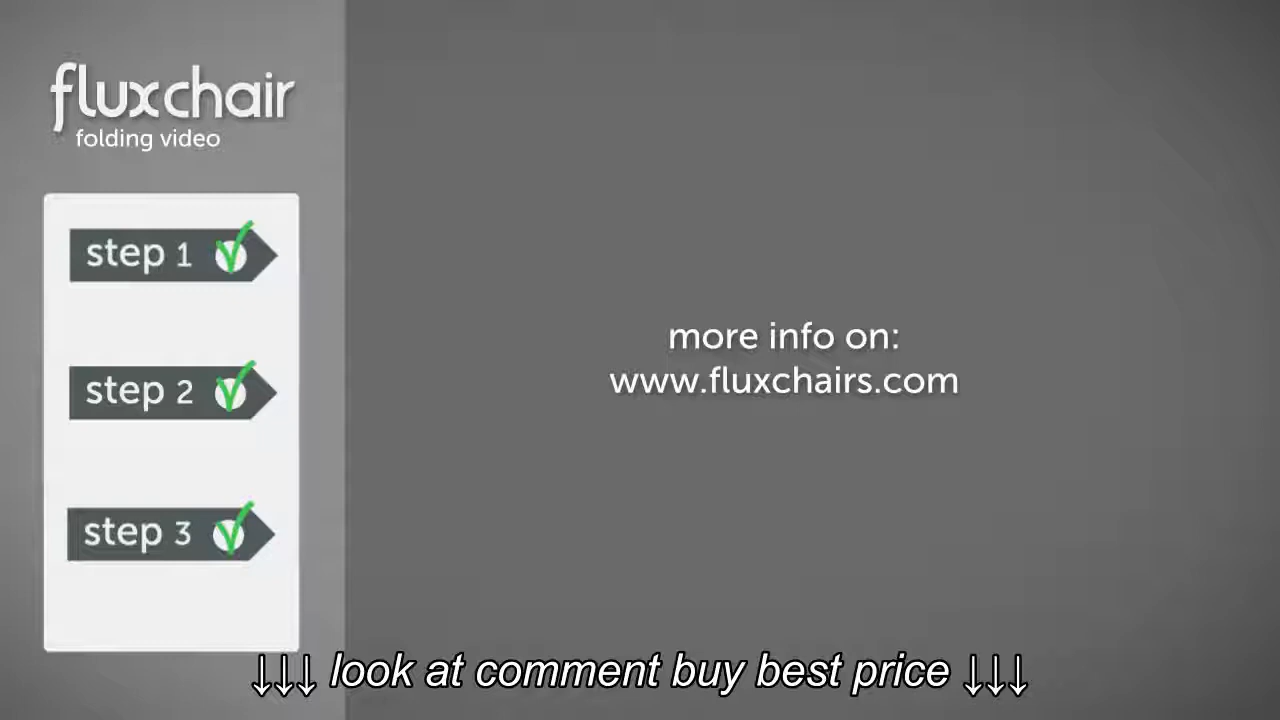 fluxchair
folding video
step 1
step 2
step 3
more info on:
www.fluxchairs.com
↓↓↓ look at comment buy best price ↓↓↓